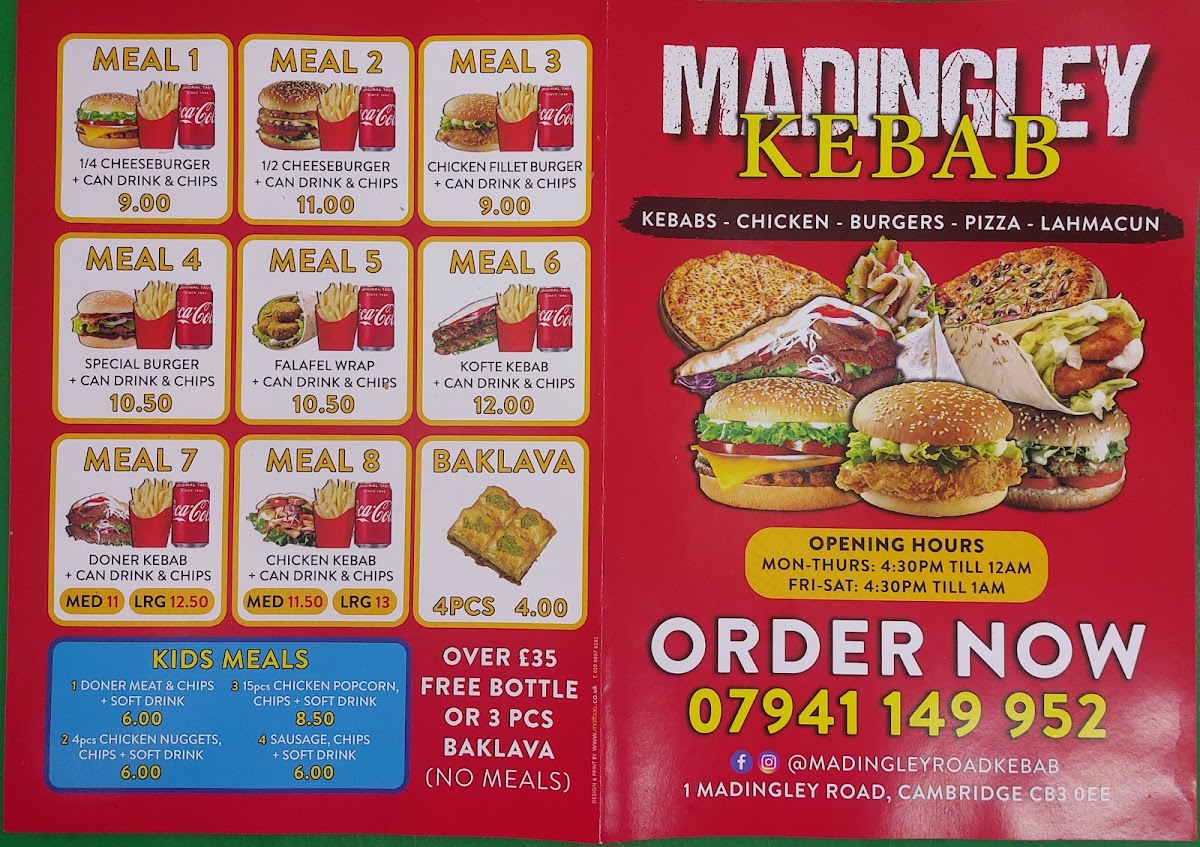 MEAL 1
1/4 CHEESEBURGER
+ CAN DRINK & CHIPS
9.00
MEAL 2
1/2 CHEESEBURGER
+ CAN DRINK & CHIPS
11.00
MEAL 3
CHICKEN FILLET BURGER
+ CAN DRINK & CHIPS
9.00
MEAL 4
SPECIAL BURGER
+ CAN DRINK & CHIPS
10.50
MEAL 5
FALAFEL WRAP
+ CAN DRINK & CHIPS
10.50
MEAL 6
KOFTE KEBAB
+ CAN DRINK & CHIPS
12.00
MEAL 7
DONER KEBAB
+ CAN DRINK & CHIPS
MED 11 LRG 12.50
MEAL 8
CHICKEN KEBAB
+ CAN DRINK & CHIPS
MED 11.50 LRG 13
BAKLAVA
4PCS 4.00
KIDS MEALS
1 DONER MEAT & CHIPS
+ SOFT DRINK
6.00
2 4pcs CHICKEN NUGGETS,
CHIPS + SOFT DRINK
6.00
3 15pcs CHICKEN POPCORN,
CHIPS + SOFT DRINK
8.50
4 SAUSAGE, CHIPS
+ SOFT DRINK
6.00
OVER £35
FREE BOTTLE
OR 3 PCS
BAKLAVA
(NO MEALS)
DESIGN & PRINT BY
MADINGLEY
KEBAB
KEBABS - CHICKEN - BURGERS - PIZZA - LAHMACUN
OPENING HOURS
MON-THURS: 4:30PM TILL 12AM
FRI-SAT: 4:30PM TILL 1AM
ORDER NOW
07941 149 952
@MADINGLEYROADKEBAB
1 MADINGLEY ROAD, CAMBRIDGE CB3 0EE